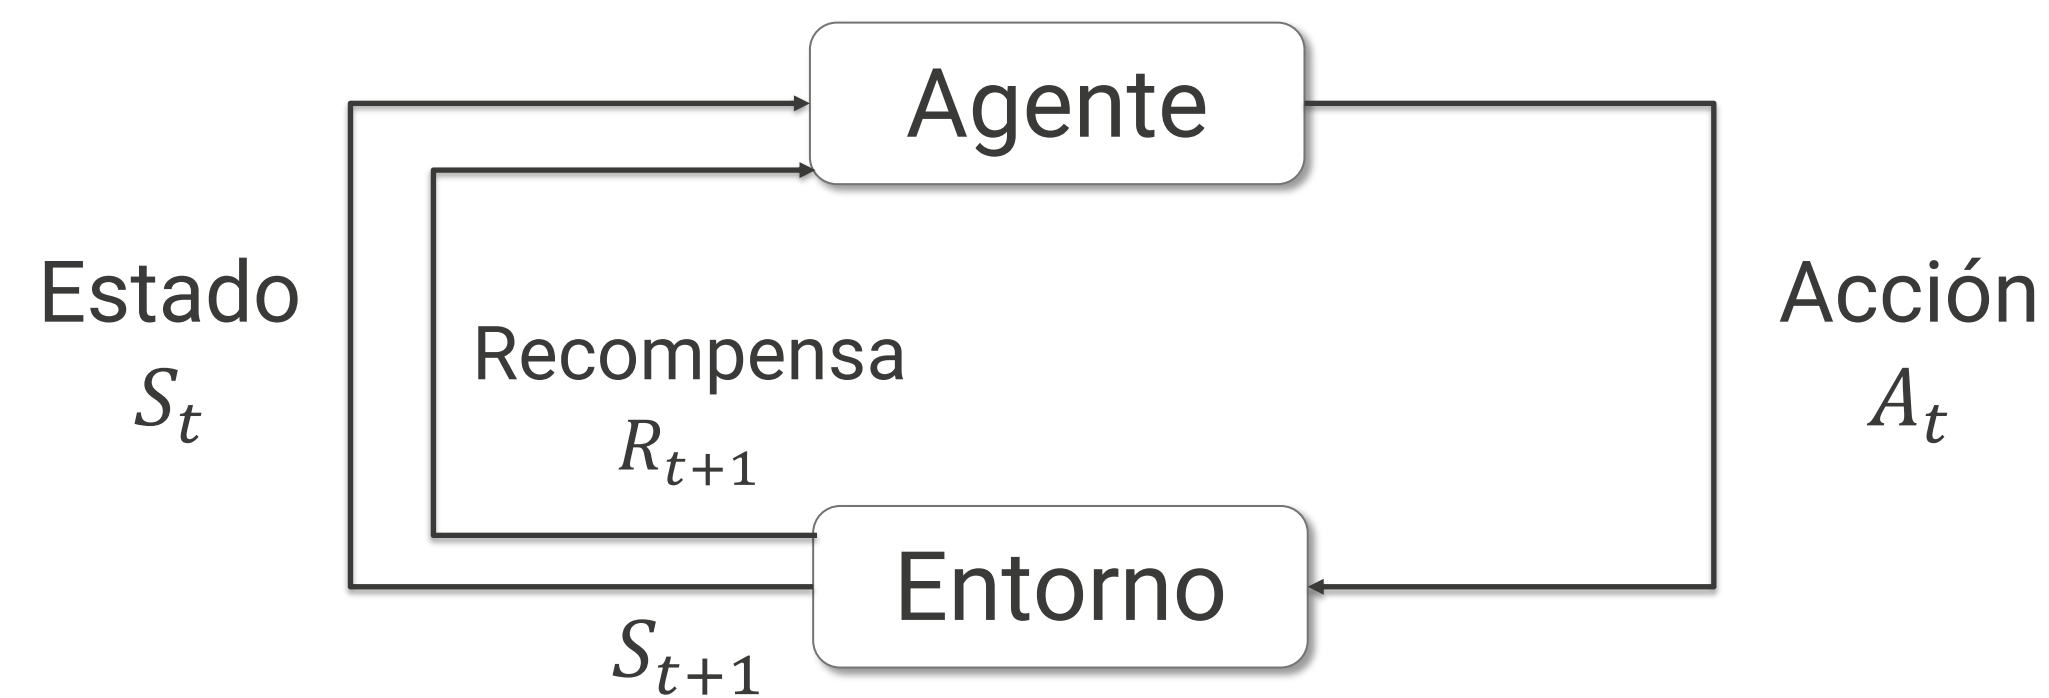 Agente
Estado
Acción
Recompensa
S_t
A_t
R_{t+1}
Entorno
S_{t+1}